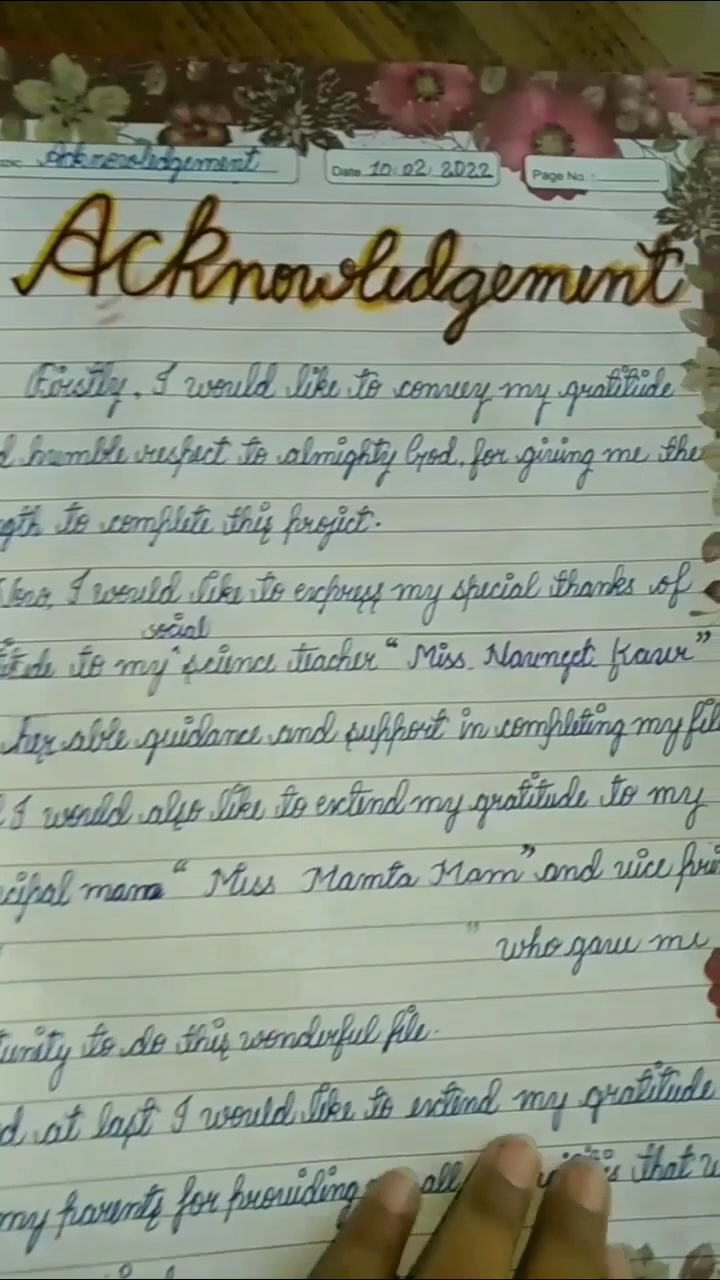 Acknowledgement
Date 10/02/2022
Page No.:
Acknowledgement
Firstly, I would like to convey my gratitude
humble respect to almighty God, for giving me the
to complete this project.
I would like to express my special thanks of
social
to my ^ science teacher "Miss. Navneet Kaur"
her able guidance and support in completing my
I would also like to extend my gratitude to my
mam "Miss Mamta Mam" and vice
" who gave me
to do this wonderful file.
at last I would like to extend my gratitude
my parents for providing all that